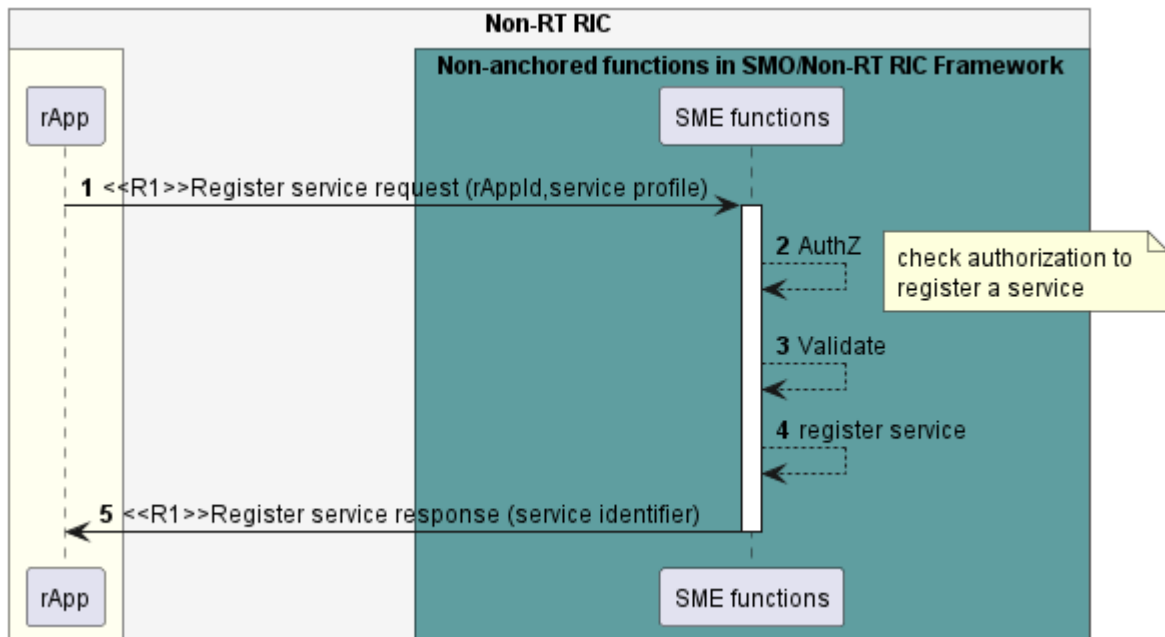 Non-RT RIC
Non-anchored functions in SMO/Non-RT RIC Framework
rApp
SME functions
1 <<R1>>Register service request (rAppId,service profile)
2 AuthZ
check authorization to
register a service
3 Validate
4 register service
5 <<R1>>Register service response (service identifier)
rApp
SME functions